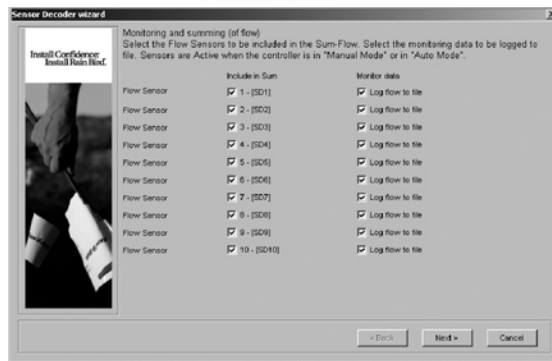 Sensor Decoder wizard
Install Confidence:
Install Rain Bird.
Monitoring and summing (of flow)
Select the Flow Sensors to be included in the Sum-Flow. Select the monitoring data to be logged to
file. Sensors are Active when the controller is in "Manual Mode" or in "Auto Mode".
Include in Sum Monitor data
Flow Sensor 1 - [SD1] Log flow to file
Flow Sensor 2 - [SD2] Log flow to file
Flow Sensor 3 - [SD3] Log flow to file
Flow Sensor 4 - [SD4] Log flow to file
Flow Sensor 5 - [SD5] Log flow to file
Flow Sensor 6 - [SD6] Log flow to file
Flow Sensor 7 - [SD7] Log flow to file
Flow Sensor 8 - [SD8] Log flow to file
Flow Sensor 9 - [SD9] Log flow to file
Flow Sensor 10 - [SD10] Log flow to file
< Back Next > Cancel